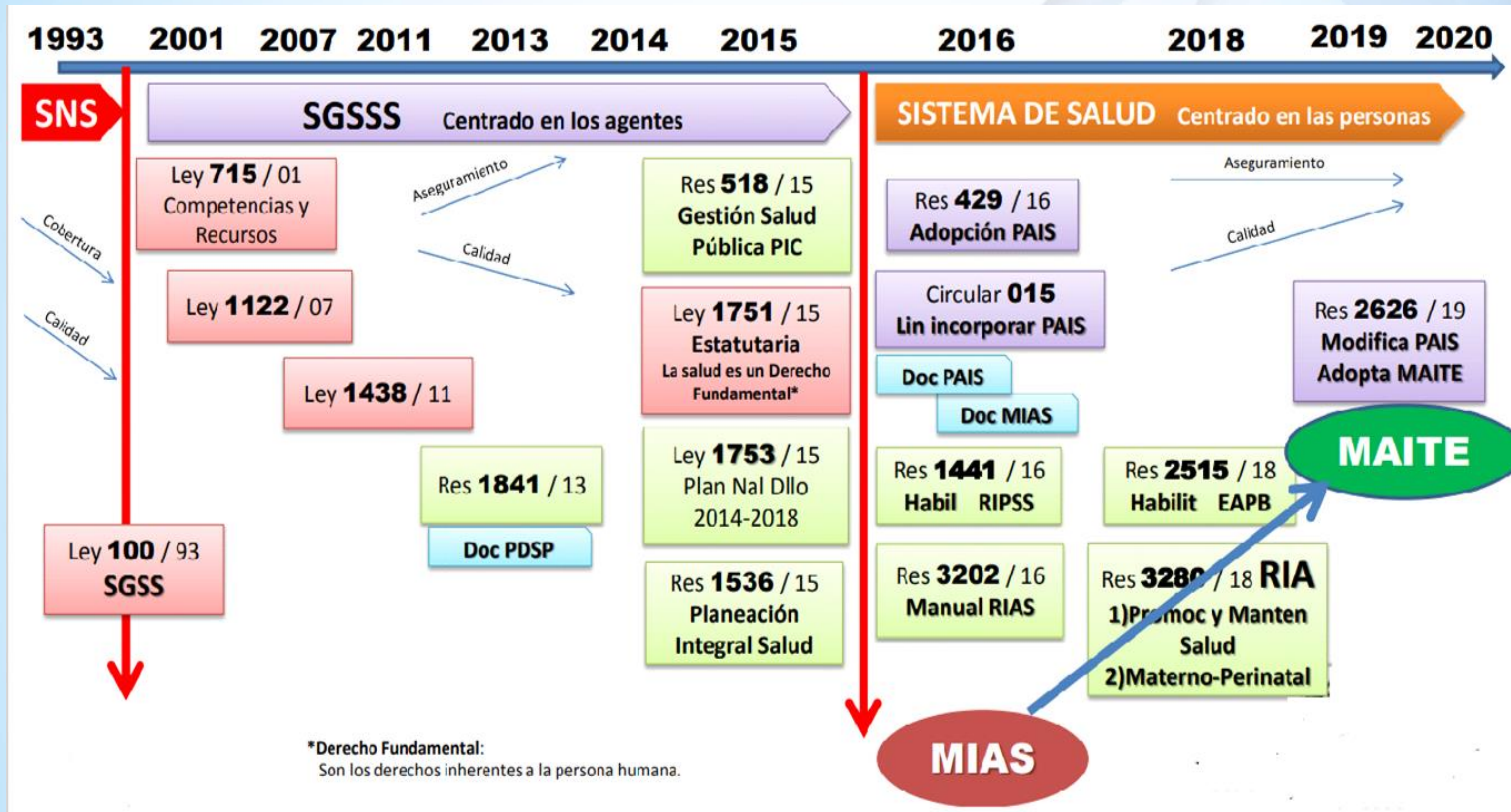 1993 2001 2007 2011 2013 2014 2015 2016 2018 2019 2020
SNS
SGSSS Centrado en los agentes
SISTEMA DE SALUD Centrado en las personas
Cobertura
Calidad
Ley 715 / 01
Competencias y
Recursos
Ley 1122 / 07
Ley 1438 / 11
Ley 100 / 93
SGSS
Aseguramiento
Calidad
Res 1841 / 13
Doc PDSP
Res 518 / 15
Gestión Salud
Pública PIC
Ley 1751 / 15
Estatutaria
La salud es un Derecho
Fundamental*
Ley 1753 / 15
Plan Nal Dllo
2014-2018
Res 1536 / 15
Planeación
Integral Salud
Res 429 / 16
Adopción PAIS
Circular 015
Lin incorporar PAIS
Doc PAIS
Doc MIAS
Res 1441 / 16
Habil RIPSS
Res 3202 / 16
Manual RIAS
Aseguramiento
Calidad
Res 2515 / 18
Habilit EAPB
Res 3280 / 18 RIA
1)Promoc y Manten
Salud
2)Materno-Perinatal
Res 2626 / 19
Modifica PAIS
Adopta MAITE
MAITE
MIAS
*Derecho Fundamental:
Son los derechos inherentes a la persona humana.